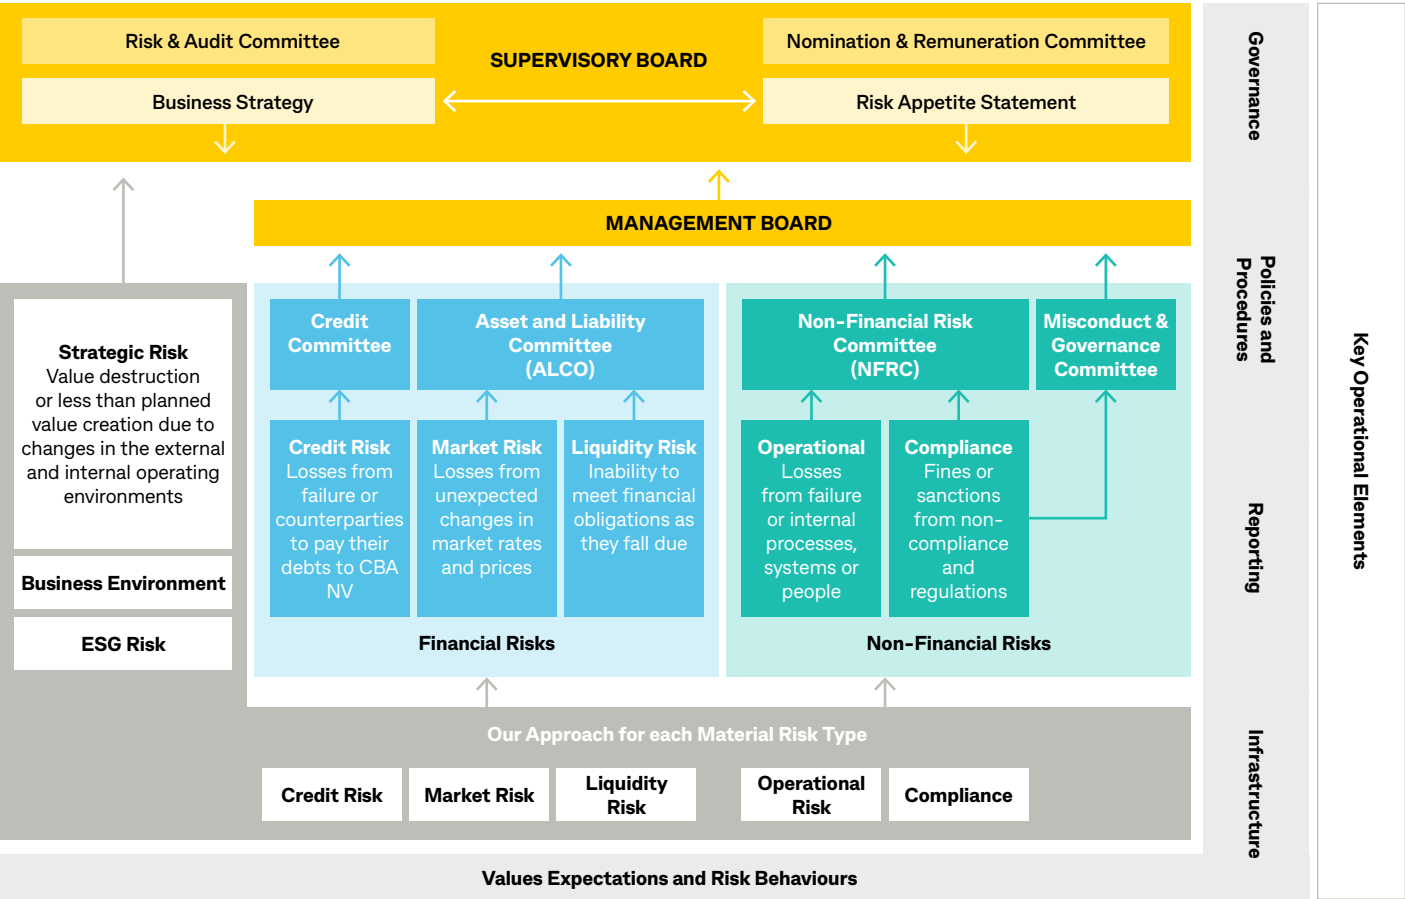 Risk & Audit Committee
SUPERVISORY BOARD
Nomination & Remuneration Committee
Business Strategy
Risk Appetite Statement
MANAGEMENT BOARD
Strategic Risk
Value destruction
or less than planned
value creation due to
changes in the external
and internal operating
environments
Business Environment
ESG Risk
Credit
Committee
Asset and Liability
Committee
(ALCO)
Non-Financial Risk
Committee
(NFRC)
Misconduct &
Governance
Committee
Credit Risk
Losses from
failure or
counterparties
to pay their
debts to CBA
NV
Market Risk
Losses from
unexpected
changes in
market rates
and prices
Liquidity Risk
Inability to
meet financial
obligations as
they fall due
Operational
Losses
from failure
or internal
processes,
systems or
people
Compliance
Fines or
sanctions
from non-
compliance
and
regulations
Financial Risks
Non-Financial Risks
Our Approach for each Material Risk Type
Credit Risk
Market Risk
Liquidity
Risk
Operational
Risk
Compliance
Values Expectations and Risk Behaviours
Governance
Policies and
Procedures
Reporting
Infrastructure
Key Operational Elements